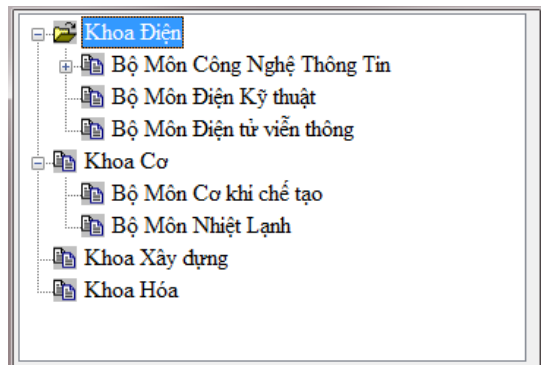 Khoa Điện
Bộ Môn Công Nghệ Thông Tin
Bộ Môn Điện Kỹ thuật
Bộ Môn Điện tử viễn thông
Khoa Cơ
Bộ Môn Cơ khi chế tạo
Bộ Môn Nhiệt Lạnh
Khoa Xây dựng
Khoa Hóa